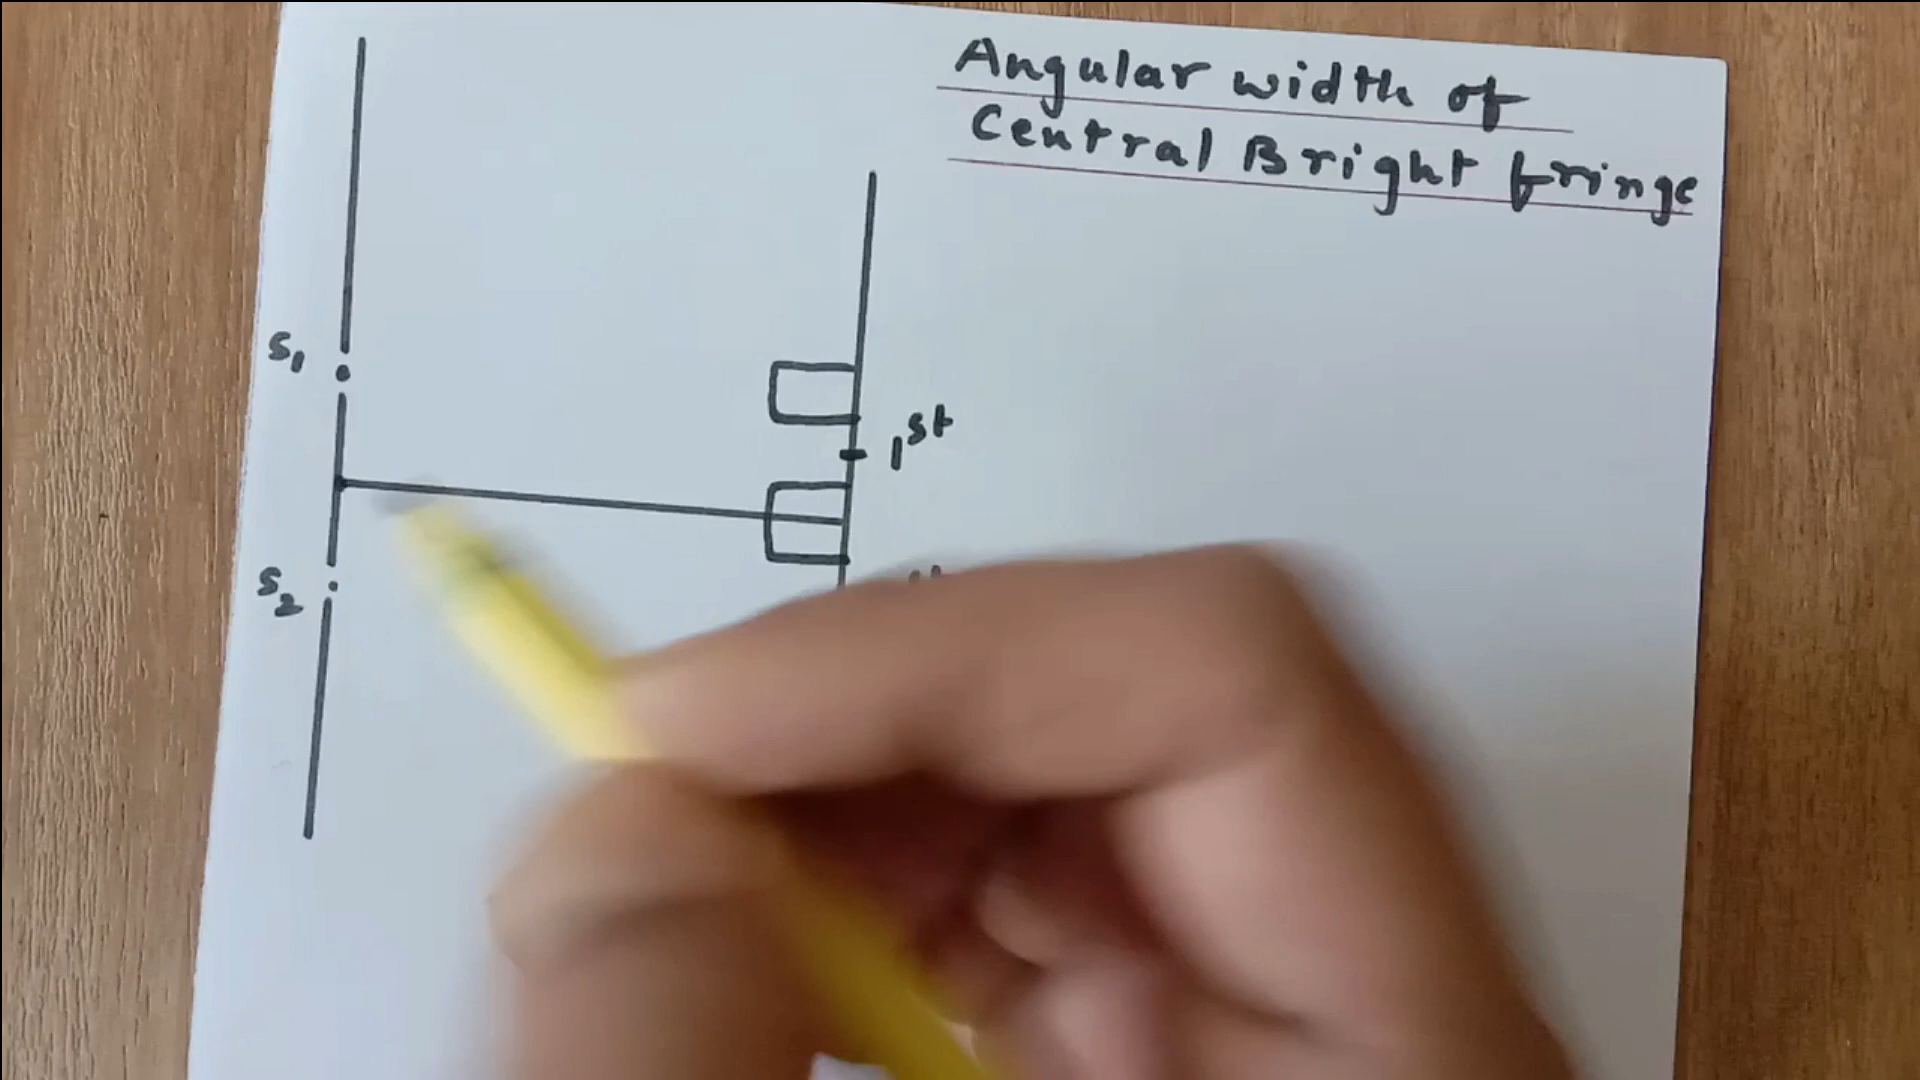 Angular width of
Central Bright fringe
S1
1st
S2